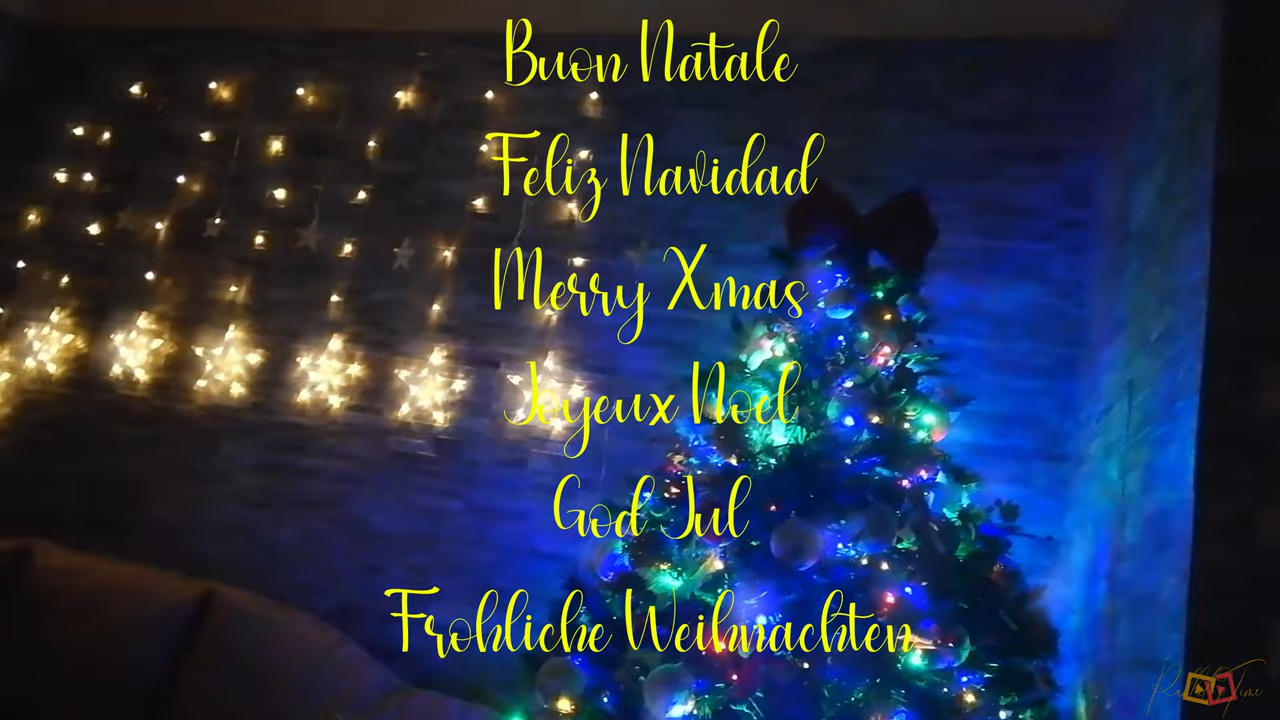 Buon Natale
Feliz Navidad
Merry Xmas
Joyeux Noel
God Jul
Frohliche Weihnachten